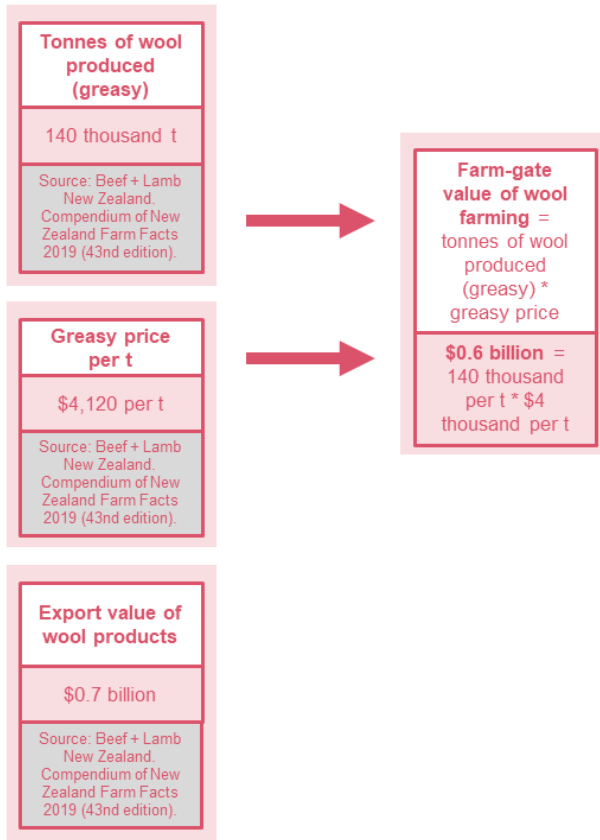 Tonnes of wool
produced
(greasy)
140 thousand t
Source: Beef + Lamb
New Zealand.
Compendium of New
Zealand Farm Facts
2019 (43nd edition).
Greasy price
per t
$4,120 per t
Source: Beef + Lamb
New Zealand.
Compendium of New
Zealand Farm Facts
2019 (43nd edition).
Export value of
wool products
$0.7 billion
Source: Beef + Lamb
New Zealand.
Compendium of New
Zealand Farm Facts
2019 (43nd edition).
Farm-gate
value of wool
farming =
tonnes of wool
produced
(greasy) *
greasy price
$0.6 billion =
140 thousand
per t * $4
thousand per t